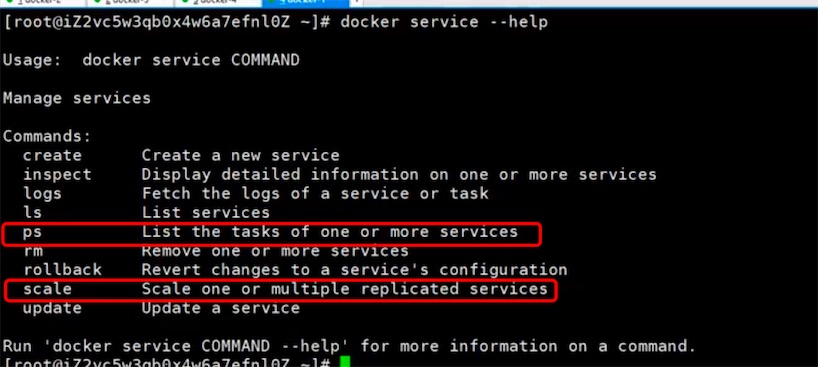 [root@iZ2vc5w3qb0x4w6a7efnl0Z ~]# docker service --help
Usage:  docker service COMMAND
Manage services
Commands:
  create      Create a new service
  inspect     Display detailed information on one or more services
  logs        Fetch the logs of a service or task
  ls          List services
  ps          List the tasks of one or more services
  rm          Remove one or more services
  rollback    Revert changes to a service's configuration
  scale       Scale one or multiple replicated services
  update      Update a service
Run 'docker service COMMAND --help' for more information on a command.
[root@iZ2vc5w3qb0x4w6a7efnl0Z ~]#